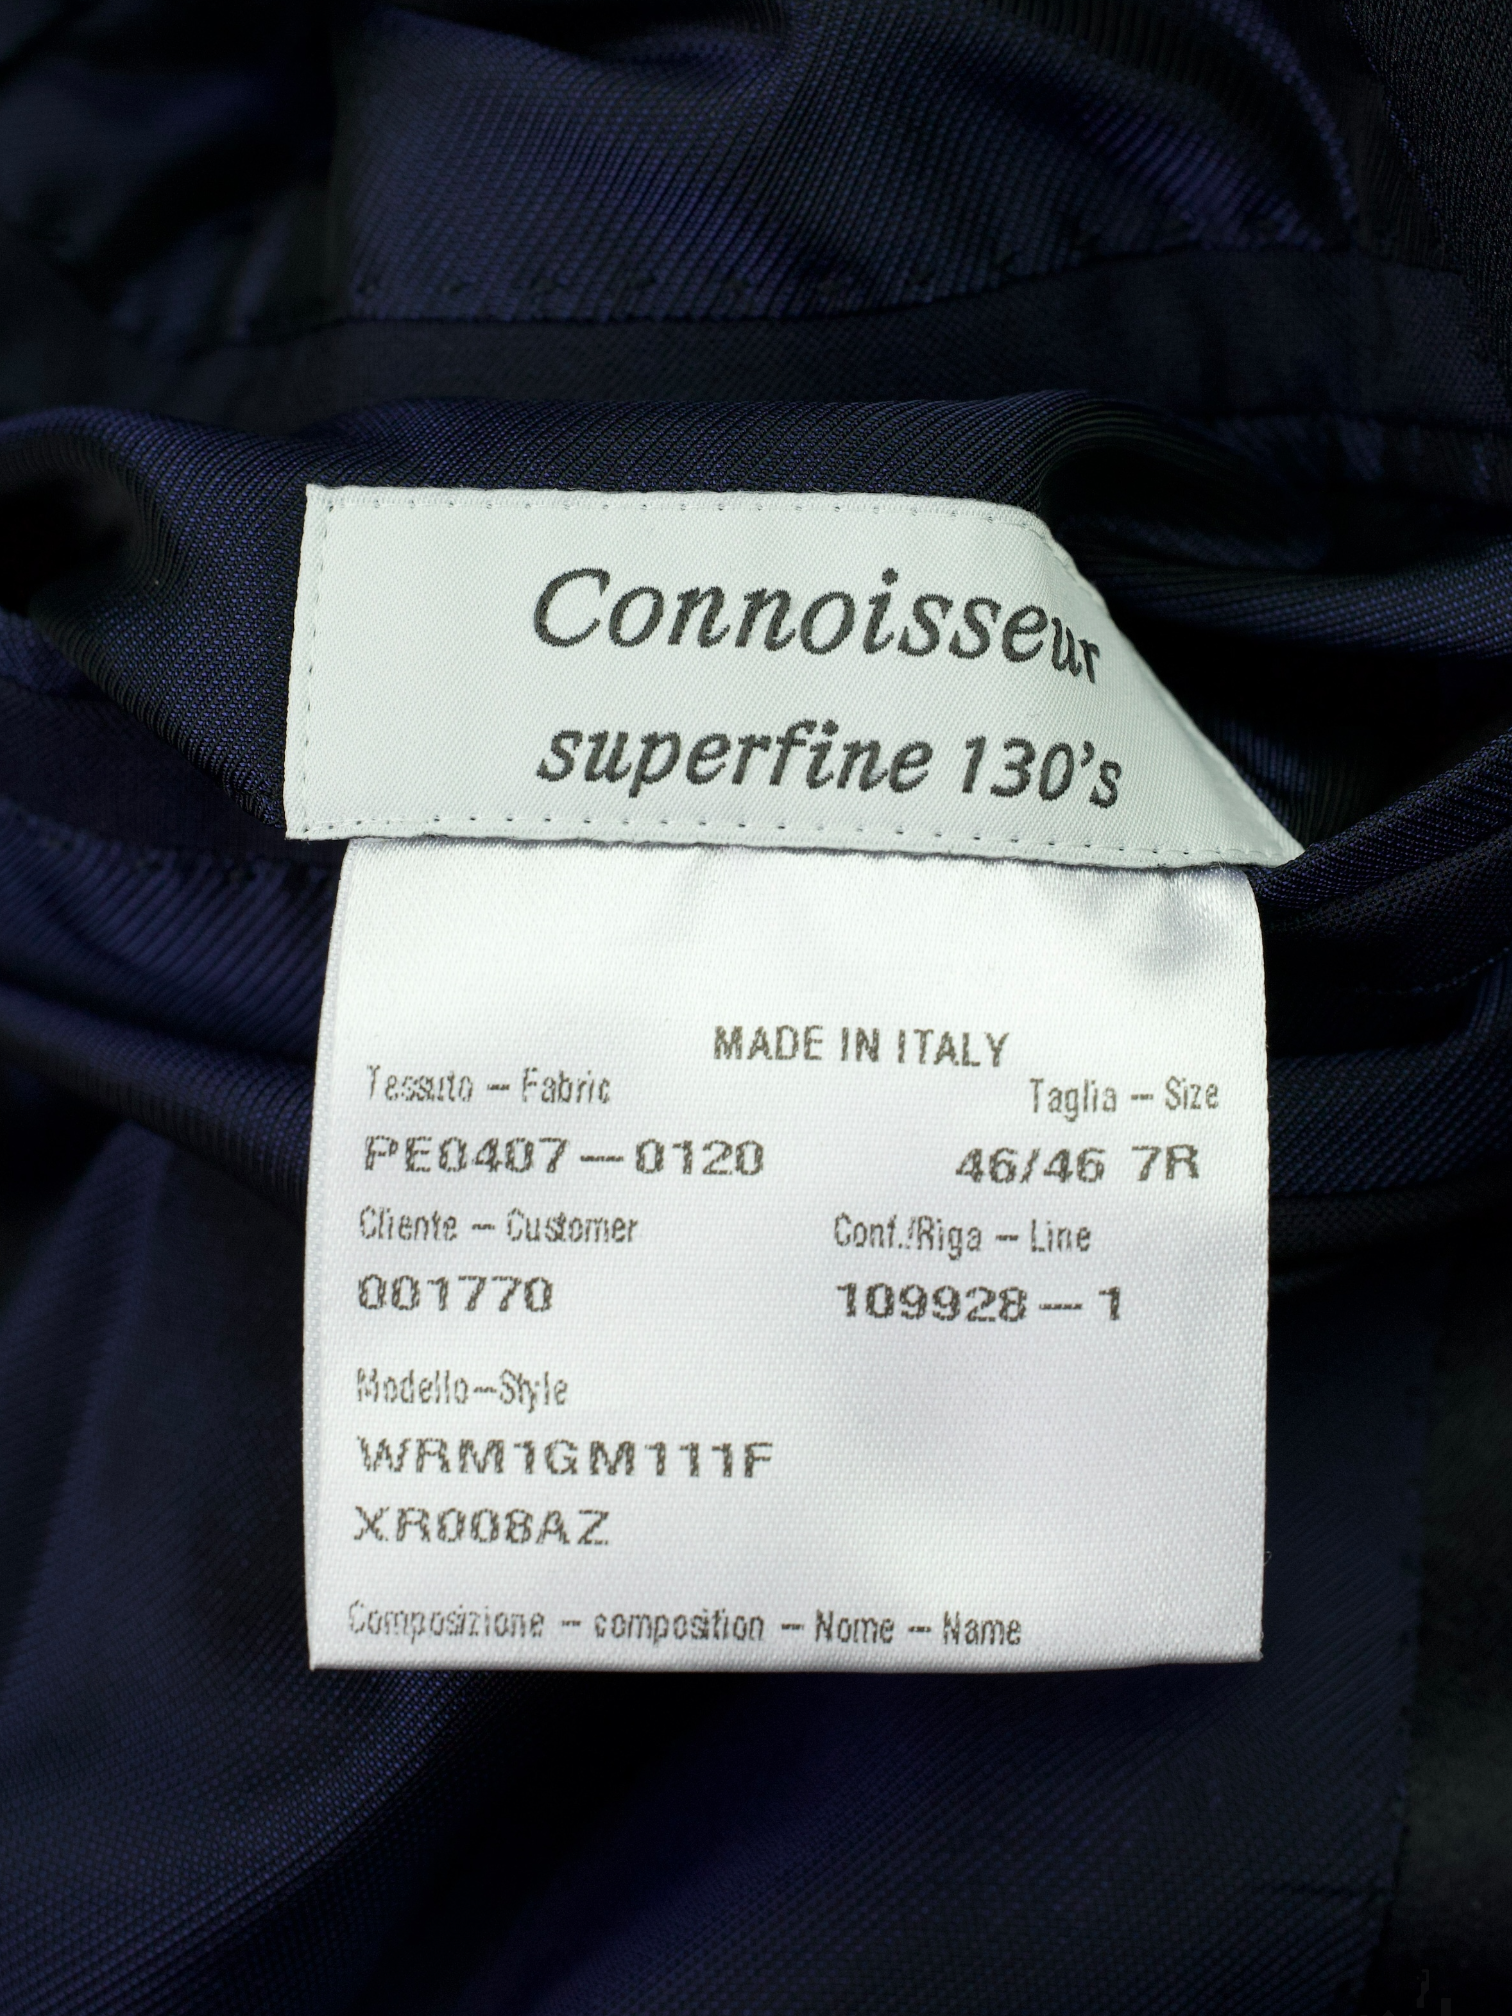 Connoisseur
superfine 130's
MADE IN ITALY
Tessuto - Fabric Taglia - Size
PE0407-0120 46/46 7R
Cliente - Customer Conf./Riga - Line
001770 109928-1
Modello-Style
WRM1GM111F
XR008AZ
Composizione - composition - Nome - Name